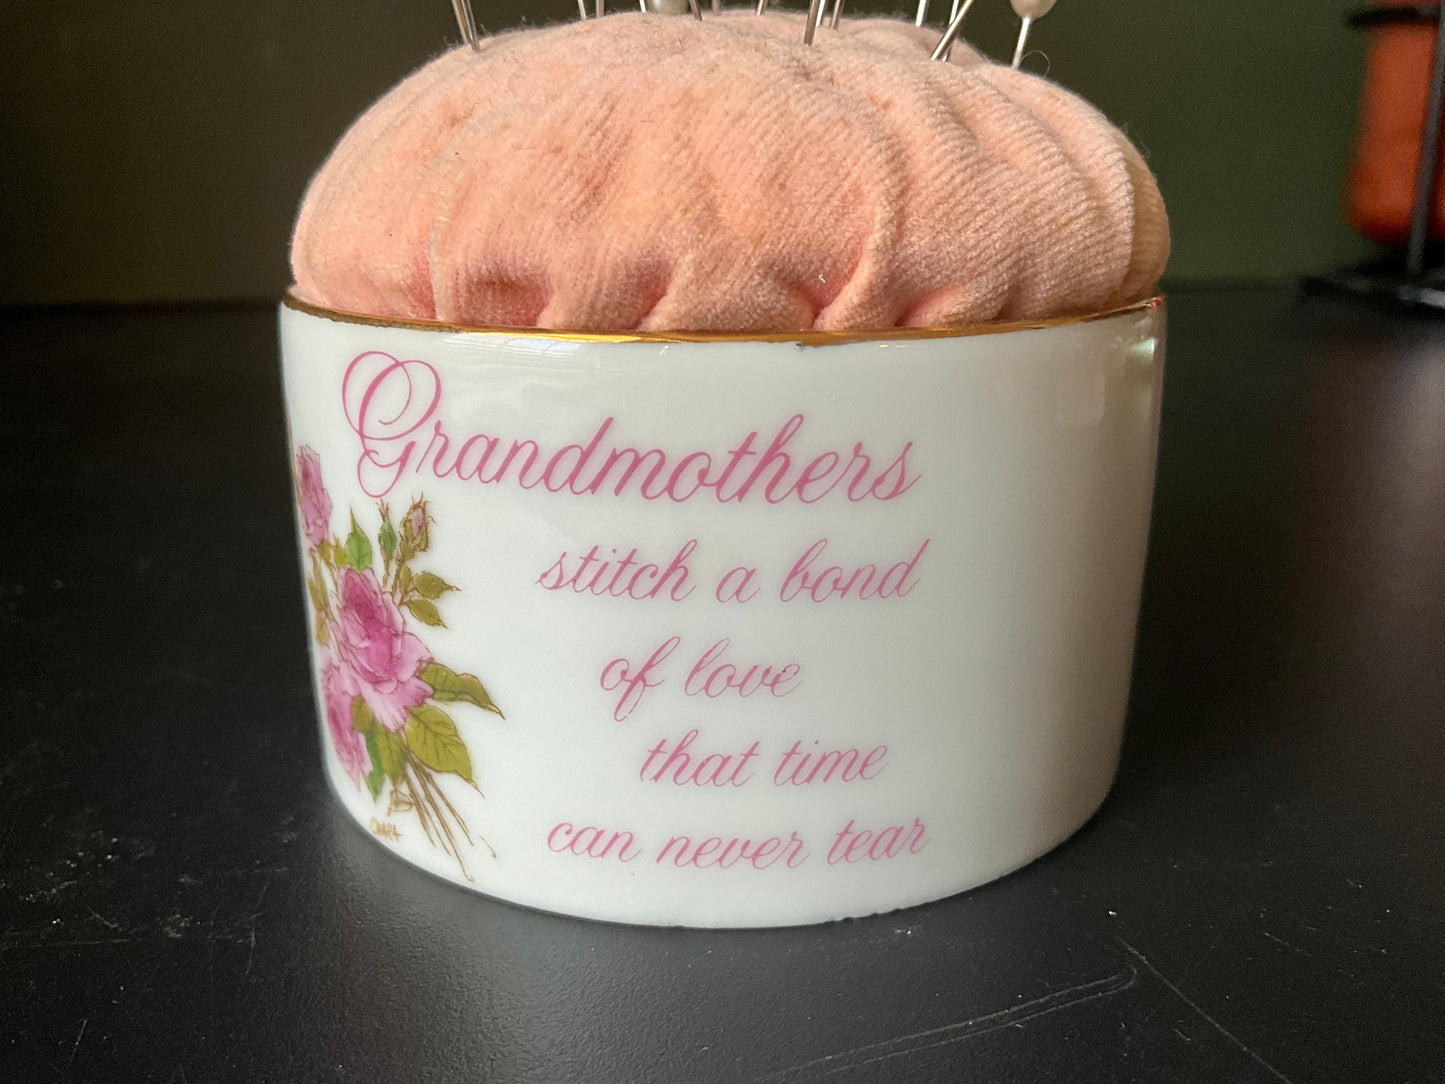 Grandmothers
stitch a bond
of love
that time
can never tear